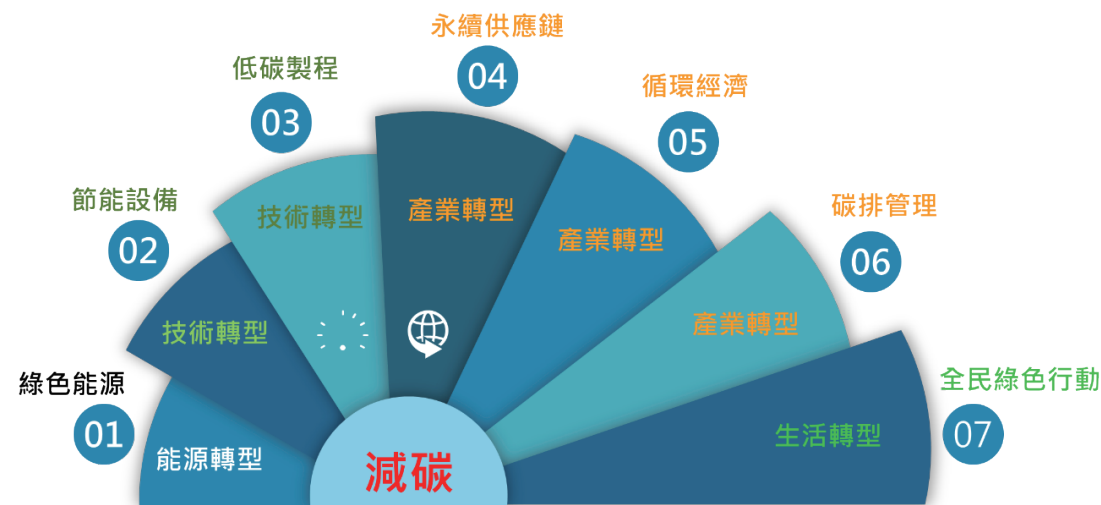 綠色能源
01
能源轉型
節能設備
02
技術轉型
低碳製程
03
技術轉型
永續供應鏈
04
產業轉型
循環經濟
05
產業轉型
碳排管理
06
產業轉型
全民綠色行動
07
生活轉型
減碳